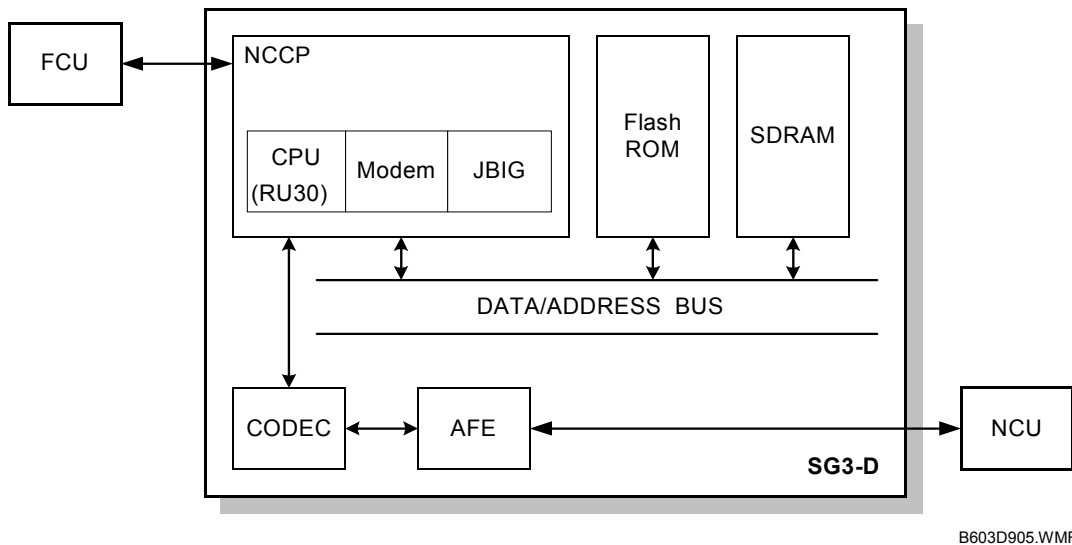 FCU
NCCP
CPU
(RU30)
Modem
JBIG
Flash
ROM
SDRAM
DATA/ADDRESS BUS
CODEC
AFE
NCU
SG3-D
B603D905.WMF